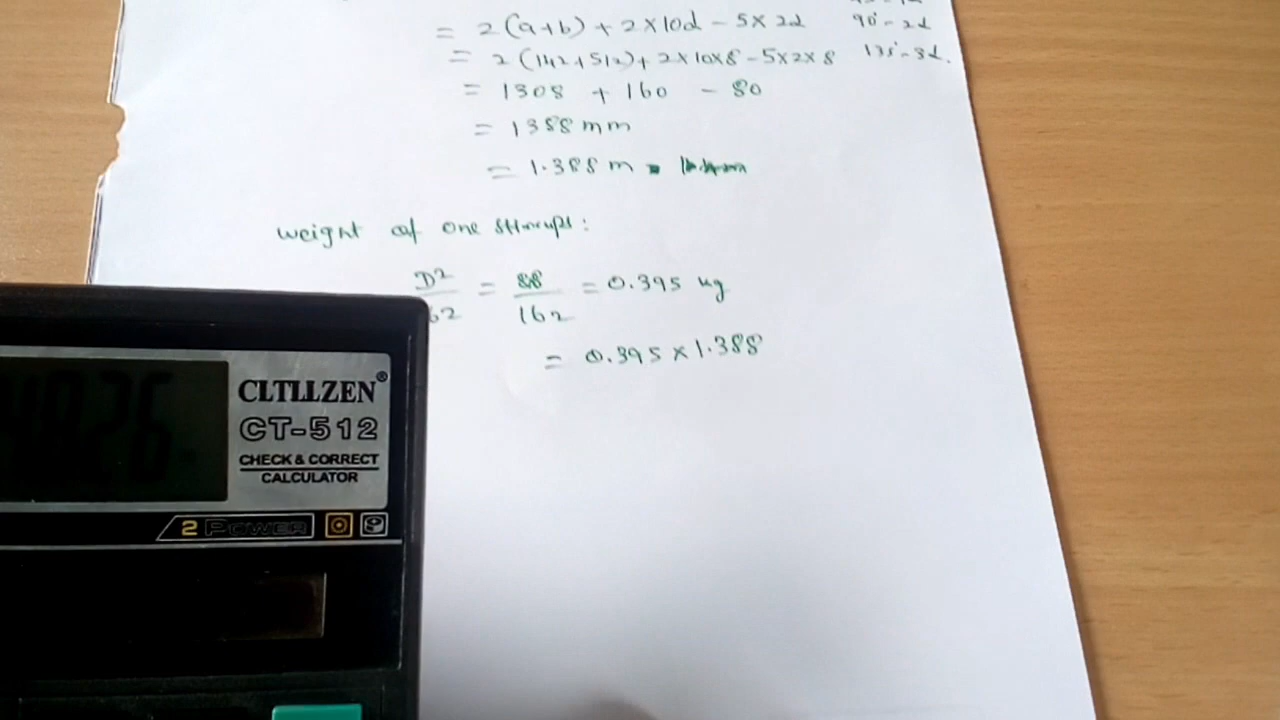 = 2(a+b) + 2×10d - 5×2d
90° - 2d
= 2(142+512)+2×10×8-5×2×8
135° - 3d.
= 1308 + 160 - 80
= 1388 mm
= 1.388 m
weight of one stirrups:
D² = 88 = 0.395 kg
62 162
= 0.395 × 1.388
CLTLLZEN®
CT-512
CHECK & CORRECT
CALCULATOR
2 POWER